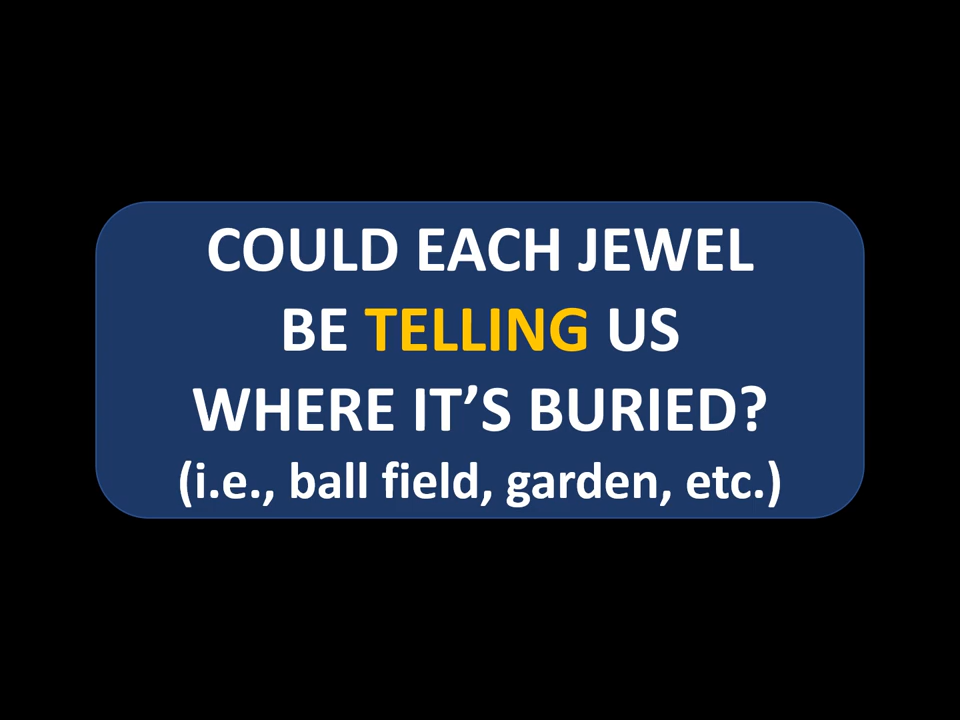 COULD EACH JEWEL
BE TELLING US
WHERE IT’S BURIED?
(i.e., ball field, garden, etc.)